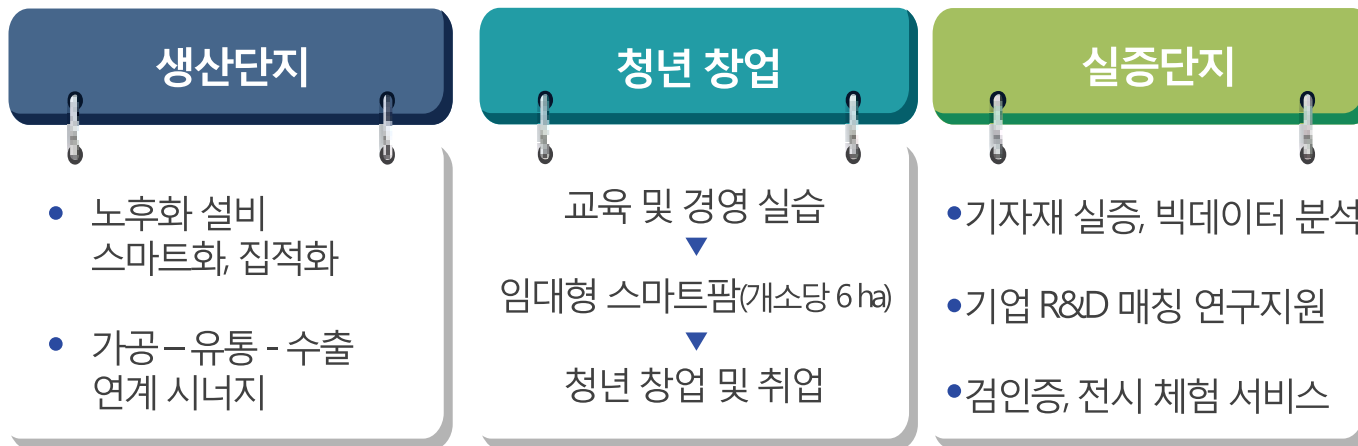 생산단지
• 노후화 설비
스마트화, 집적화
• 가공 – 유통 - 수출
연계 시너지
청년 창업
교육 및 경영 실습
▼
임대형 스마트팜(개소당 6 ha)
▼
청년 창업 및 취업
실증단지
•기자재 실증, 빅데이터 분석
•기업 R&D 매칭 연구지원
•검인증, 전시 체험 서비스